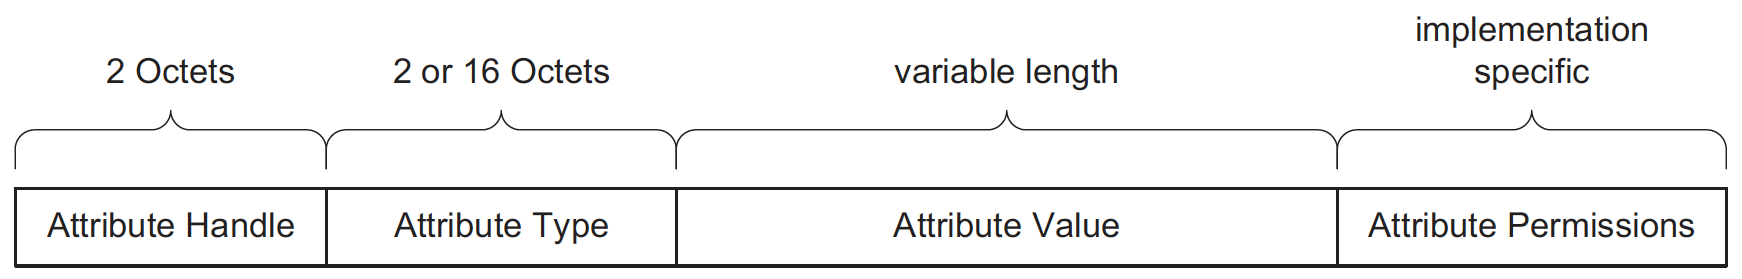 2 Octets
2 or 16 Octets
variable length
implementation
specific
Attribute Handle
Attribute Type
Attribute Value
Attribute Permissions